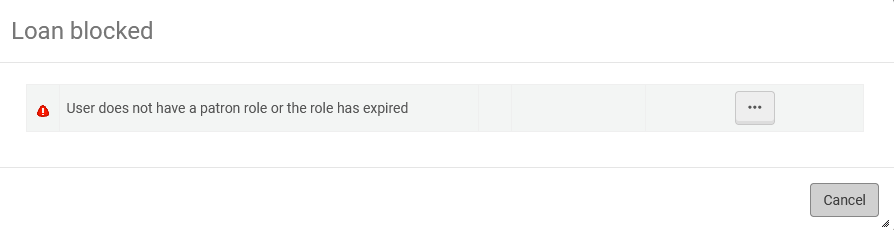 Loan blocked
User does not have a patron role or the role has expired
...
Cancel